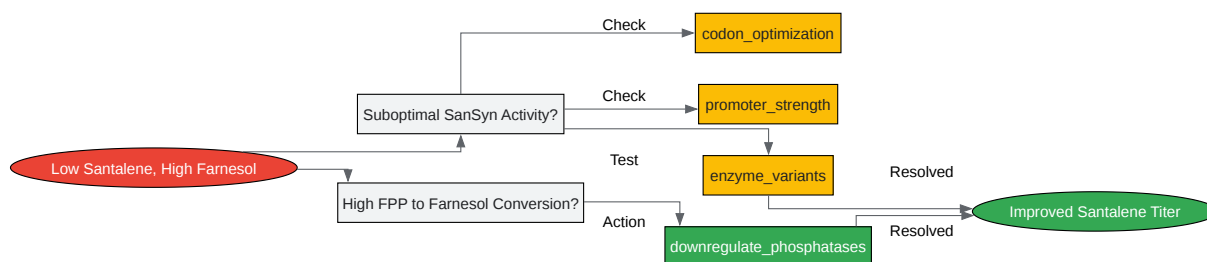 Check
codon_optimization
Suboptimal SanSyn Activity?
Check
promoter_strength
Low Santalene, High Farnesol
Test
enzyme_variants
Resolved
High FPP to Farnesol Conversion?
Action
downregulate_phosphatases
Resolved
Improved Santalene Titer